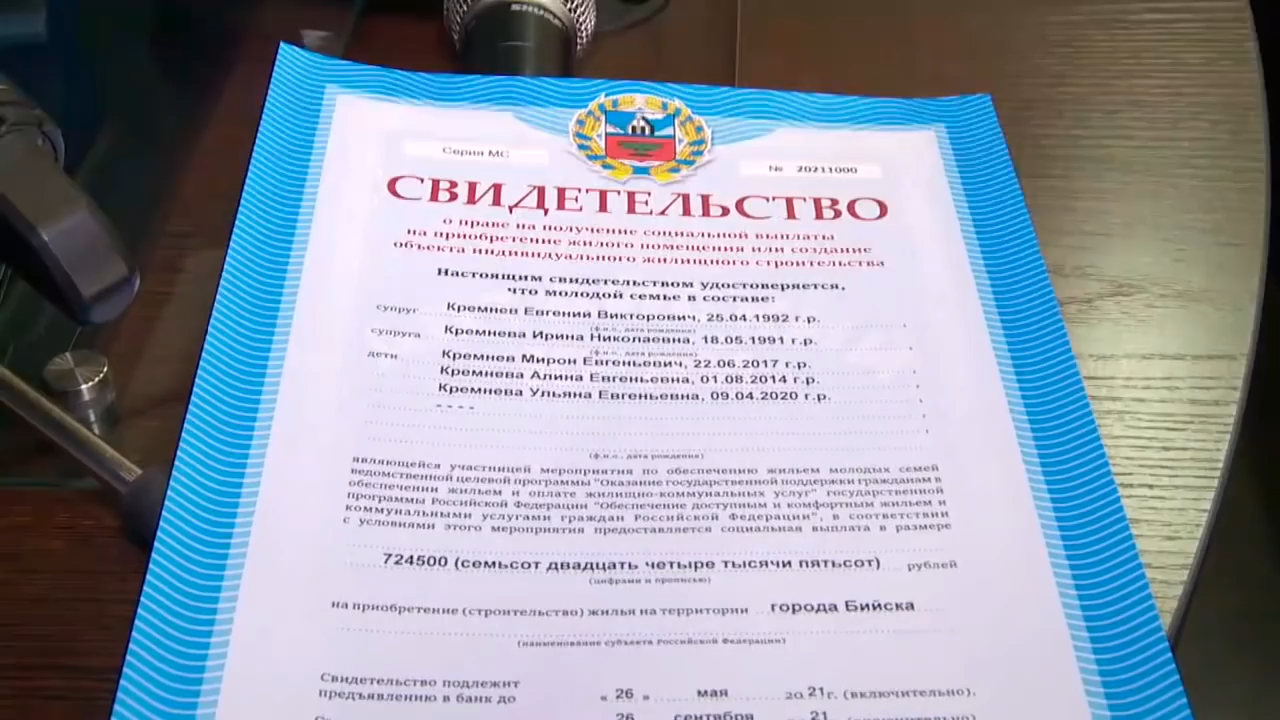 SHURE
Серия МС
№ 20211000
СВИДЕТЕЛЬСТВО
о праве на получение социальной выплаты
на приобретение жилого помещения или создание
объекта индивидуального жилищного строительства
Настоящим свидетельством удостоверяется,
что молодой семье в составе:
супруг Кремнев Евгений Викторович, 25.04.1992 г.р. ,
(ф.и.о., дата рождения)
супруга Кремнева Ирина Николаевна, 18.05.1991 г.р. ,
(ф.и.о., дата рождения)
дети Кремнев Мирон Евгеньевич, 22.06.2017 г.р. ,
Кремнева Алина Евгеньевна, 01.08.2014 г.р. ,
Кремнева Ульяна Евгеньевна, 09.04.2020 г.р. ,
- - - - ,
,
(ф.и.о., дата рождения)
являющейся участницей мероприятия по обеспечению жильем молодых семей
ведомственной целевой программы "Оказание государственной поддержки гражданам в
обеспечении жильем и оплате жилищно-коммунальных услуг" государственной
программы Российской Федерации "Обеспечение доступным и комфортным жильем и
коммунальными услугами граждан Российской Федерации", в соответствии
с условиями этого мероприятия предоставляется социальная выплата в размере
724500 (семьсот двадцать четыре тысячи пятьсот) рублей
(цифрами и прописью)
на приобретение (строительство) жилья на территории города Бийска
(наименование субъекта Российской Федерации)
Свидетельство подлежит
предъявлению в банк до « 26 » мая 20 21 г. (включительно).
26 сентября 21 (включительно)